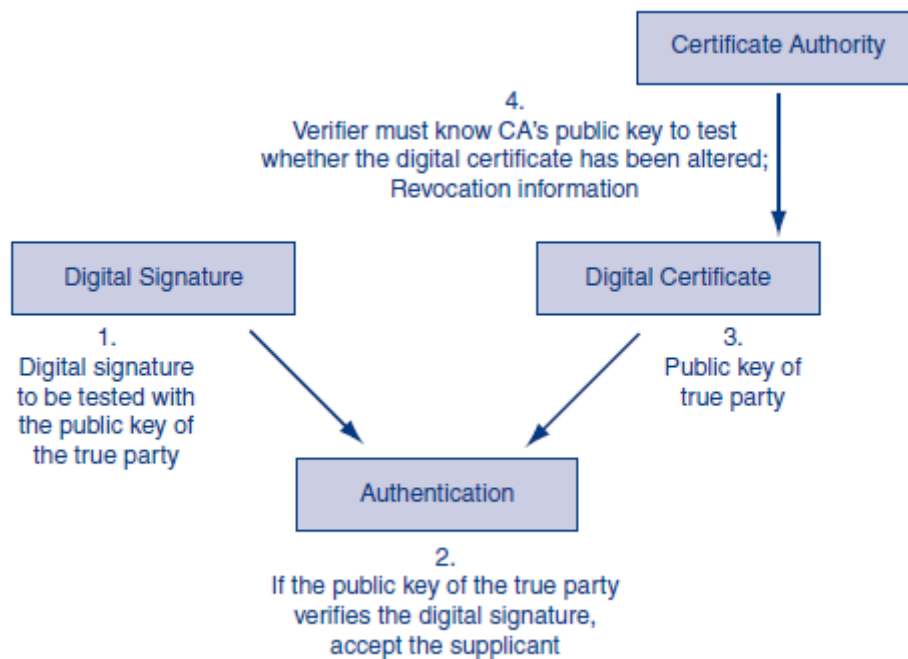 Certificate Authority
4.
Verifier must know CA's public key to test
whether the digital certificate has been altered;
Revocation information
Digital Signature
Digital Certificate
1.
Digital signature
to be tested with
the public key of
the true party
3.
Public key of
true party
Authentication
2.
If the public key of the true party
verifies the digital signature,
accept the supplicant